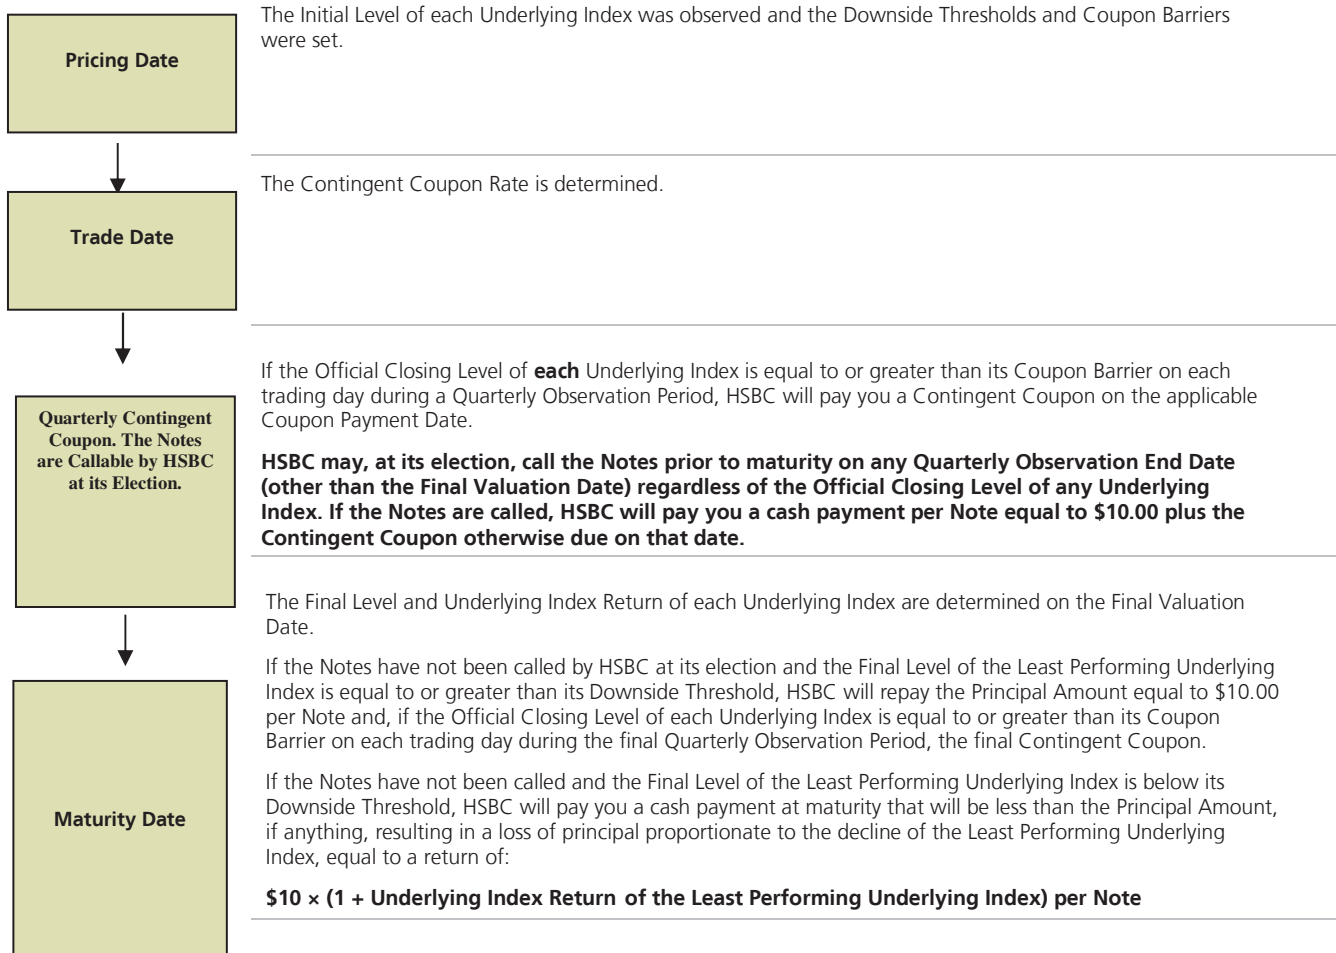 The Initial Level of each Underlying Index was observed and the Downside Thresholds and Coupon Barriers
were set.
Pricing Date
The Contingent Coupon Rate is determined.
Trade Date
If the Official Closing Level of each Underlying Index is equal to or greater than its Coupon Barrier on each
trading day during a Quarterly Observation Period, HSBC will pay you a Contingent Coupon on the applicable
Coupon Payment Date.
Quarterly Contingent
Coupon. The Notes
are Callable by HSBC
at its Election.
HSBC may, at its election, call the Notes prior to maturity on any Quarterly Observation End Date
(other than the Final Valuation Date) regardless of the Official Closing Level of any Underlying
Index. If the Notes are called, HSBC will pay you a cash payment per Note equal to $10.00 plus the
Contingent Coupon otherwise due on that date.
The Final Level and Underlying Index Return of each Underlying Index are determined on the Final Valuation
Date.
If the Notes have not been called by HSBC at its election and the Final Level of the Least Performing Underlying
Index is equal to or greater than its Downside Threshold, HSBC will repay the Principal Amount equal to $10.00
per Note and, if the Official Closing Level of each Underlying Index is equal to or greater than its Coupon
Barrier on each trading day during the final Quarterly Observation Period, the final Contingent Coupon.
If the Notes have not been called and the Final Level of the Least Performing Underlying Index is below its
Downside Threshold, HSBC will pay you a cash payment at maturity that will be less than the Principal Amount,
if anything, resulting in a loss of principal proportionate to the decline of the Least Performing Underlying
Index, equal to a return of:
Maturity Date
$10 × (1 + Underlying Index Return of the Least Performing Underlying Index) per Note